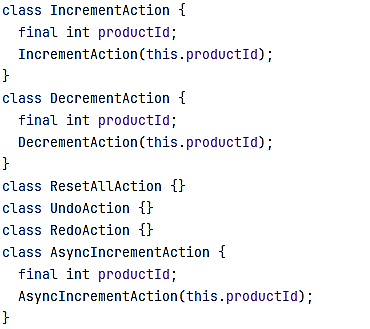 class IncrementAction {
  final int productId;
  IncrementAction(this.productId);
}
class DecrementAction {
  final int productId;
  DecrementAction(this.productId);
}
class ResetAllAction {}
class UndoAction {}
class RedoAction {}
class AsyncIncrementAction {
  final int productId;
  AsyncIncrementAction(this.productId);
}